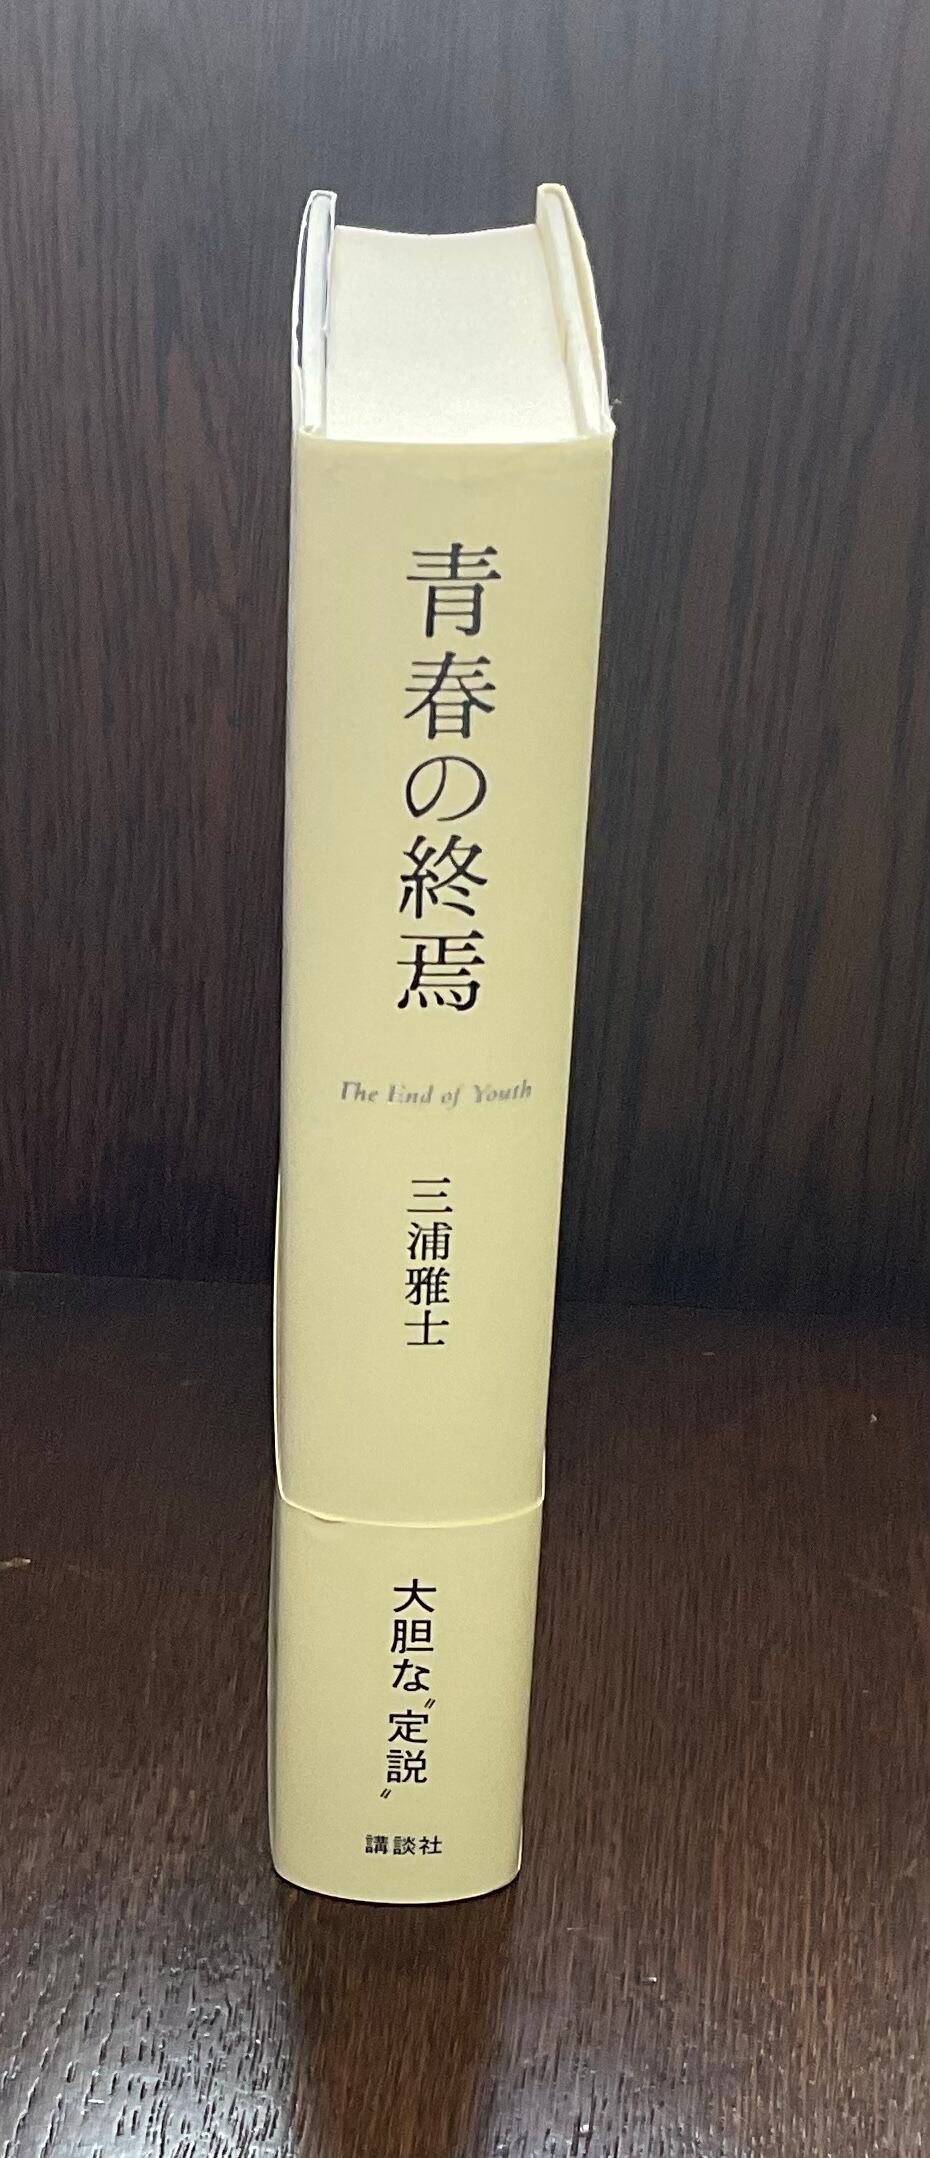 青春の終焉
The End of Youth
三浦雅士
大胆な〝定説〟
講談社